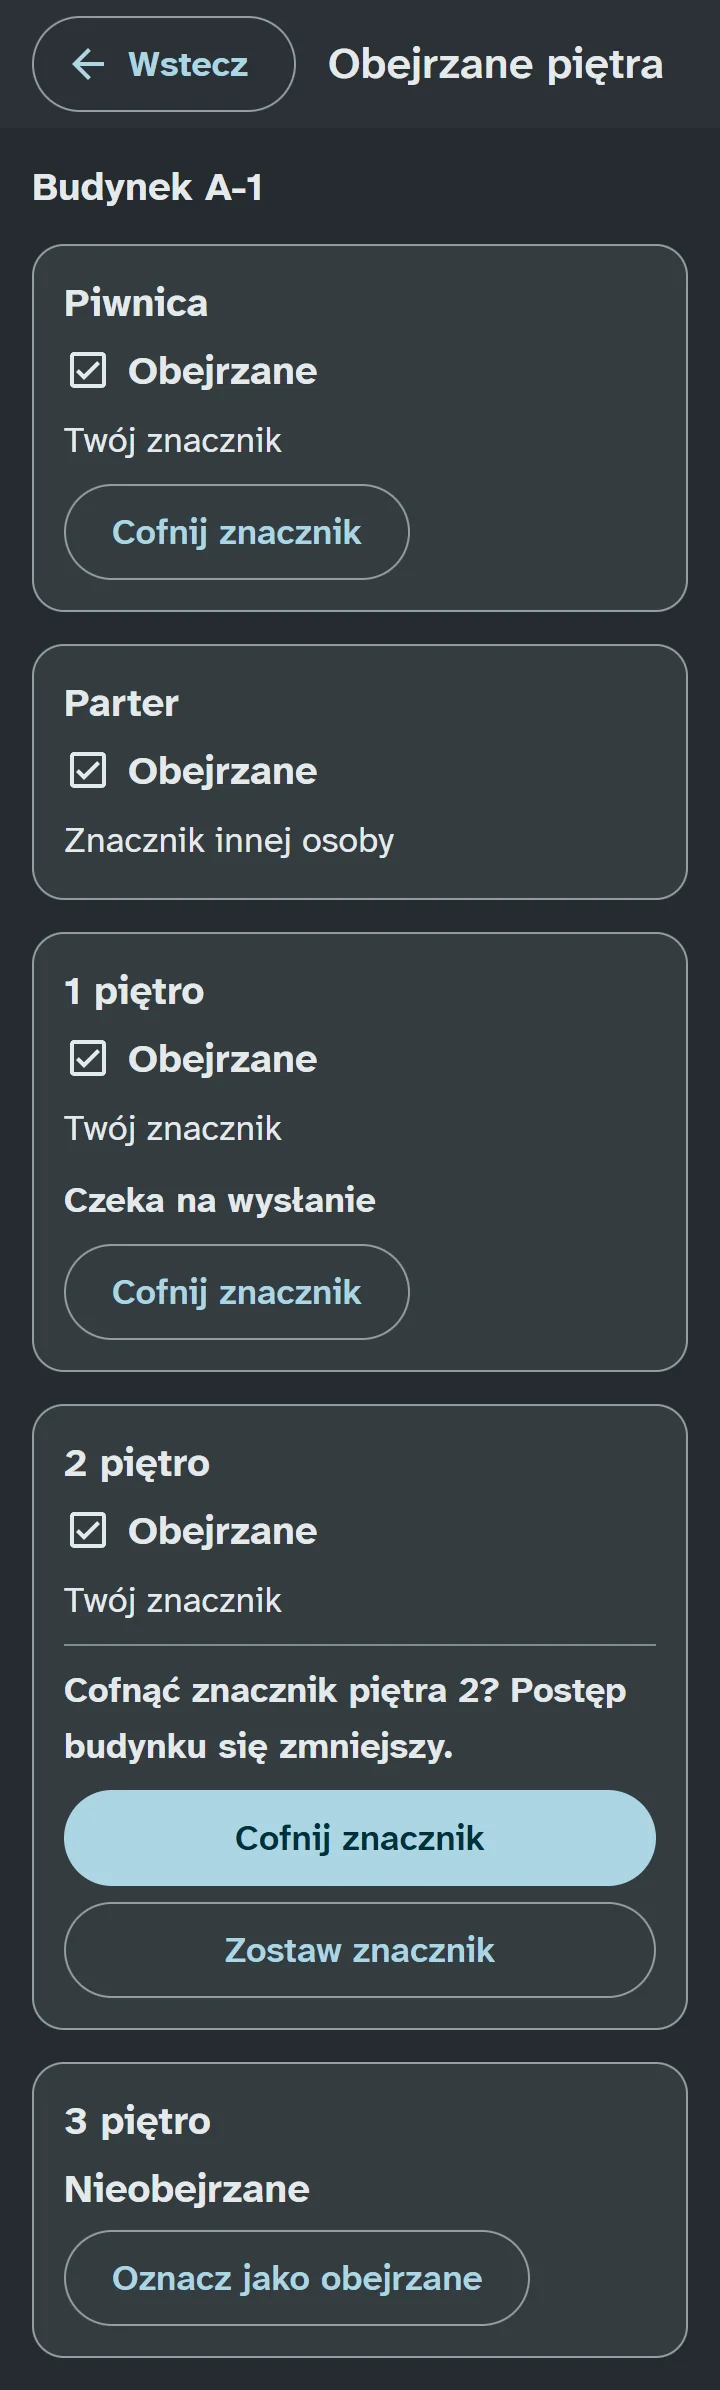 Wstecz
Obejrzane piętra
Budynek A-1
Piwnica
Obejrzane
Twój znacznik
Cofnij znacznik
Parter
Obejrzane
Znacznik innej osoby
1 piętro
Obejrzane
Twój znacznik
Czeka na wysłanie
Cofnij znacznik
2 piętro
Obejrzane
Twój znacznik
Cofnąć znacznik piętra 2? Postęp
budynku się zmniejszy.
Cofnij znacznik
Zostaw znacznik
3 piętro
Nieobejrzane
Oznacz jako obejrzane